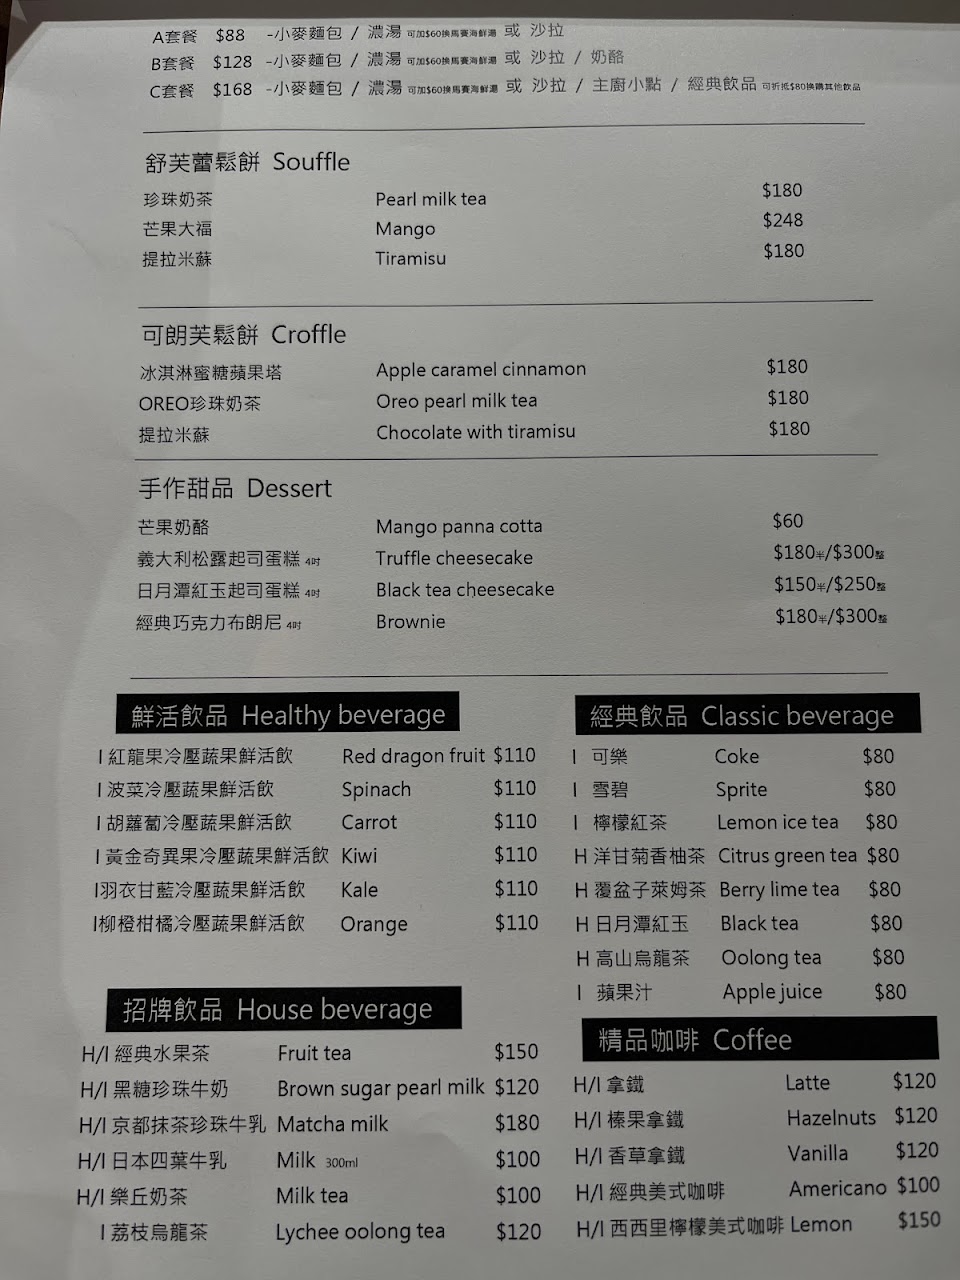 A套餐 $88 -小麥麵包 / 濃湯 可加$60換馬賽海鮮湯 或 沙拉
B套餐 $128 -小麥麵包 / 濃湯 可加$60換馬賽海鮮湯 或 沙拉 / 奶酪
C套餐 $168 -小麥麵包 / 濃湯 可加$60換馬賽海鮮湯 或 沙拉 / 主廚小點 / 經典飲品 可折抵$80換購其他飲品
舒芙蕾鬆餅 Souffle
珍珠奶茶 Pearl milk tea $180
芒果大福 Mango $248
提拉米蘇 Tiramisu $180
可朗芙鬆餅 Croffle
冰淇淋蜜糖蘋果塔 Apple caramel cinnamon $180
OREO珍珠奶茶 Oreo pearl milk tea $180
提拉米蘇 Chocolate with tiramisu $180
手作甜品 Dessert
芒果奶酪 Mango panna cotta $60
義大利松露起司蛋糕 4吋 Truffle cheesecake $180半/$300整
日月潭紅玉起司蛋糕 4吋 Black tea cheesecake $150半/$250整
經典巧克力布朗尼 4吋 Brownie $180半/$300整
鮮活飲品 Healthy beverage
I 紅龍果冷壓蔬果鮮活飲 Red dragon fruit $110
I 波菜冷壓蔬果鮮活飲 Spinach $110
I 胡蘿蔔冷壓蔬果鮮活飲 Carrot $110
I 黃金奇異果冷壓蔬果鮮活飲 Kiwi $110
I羽衣甘藍冷壓蔬果鮮活飲 Kale $110
I柳橙柑橘冷壓蔬果鮮活飲 Orange $110
招牌飲品 House beverage
H/I 經典水果茶 Fruit tea $150
H/I 黑糖珍珠牛奶 Brown sugar pearl milk $120
H/I 京都抹茶珍珠牛乳 Matcha milk $180
H/I 日本四葉牛乳 Milk 300ml $100
H/I 樂丘奶茶 Milk tea $100
I 荔枝烏龍茶 Lychee oolong tea $120
經典飲品 Classic beverage
I 可樂 Coke $80
I 雪碧 Sprite $80
I 檸檬紅茶 Lemon ice tea $80
H 洋甘菊香柚茶 Citrus green tea $80
H 覆盆子萊姆茶 Berry lime tea $80
H 日月潭紅玉 Black tea $80
H 高山烏龍茶 Oolong tea $80
I 蘋果汁 Apple juice $80
精品咖啡 Coffee
H/I 拿鐵 Latte $120
H/I 榛果拿鐵 Hazelnuts $120
H/I 香草拿鐵 Vanilla $120
H/I 經典美式咖啡 Americano $100
H/I 西西里檸檬美式咖啡 Lemon $150